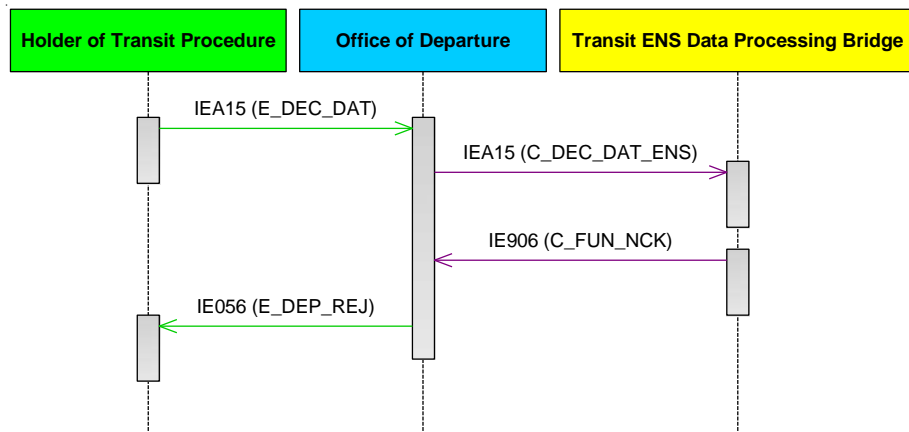 Holder of Transit Procedure
Office of Departure
Transit ENS Data Processing Bridge
IEA15 (E_DEC_DAT)
IEA15 (C_DEC_DAT_ENS)
IE906 (C_FUN_NCK)
IE056 (E_DEP_REJ)